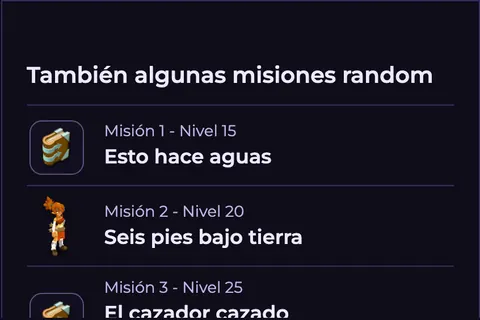 También algunas misiones random
Misión 1 - Nivel 15
Esto hace aguas
Misión 2 - Nivel 20
Seis pies bajo tierra
Misión 3 - Nivel 25
El cazador cazado